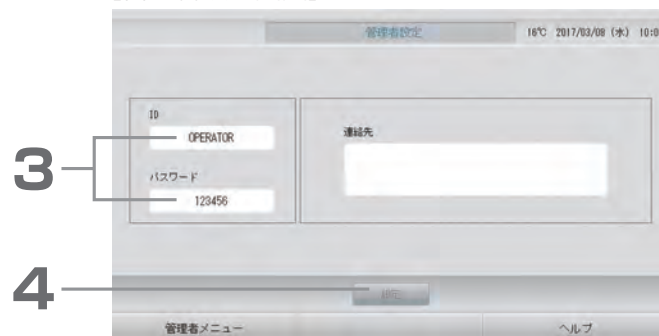 管理者設定 16℃ 2017/03/08 (水) 10:0
ID
OPERATOR
連絡先
3
パスワード
123456
4
管理者メニュー ヘルプ